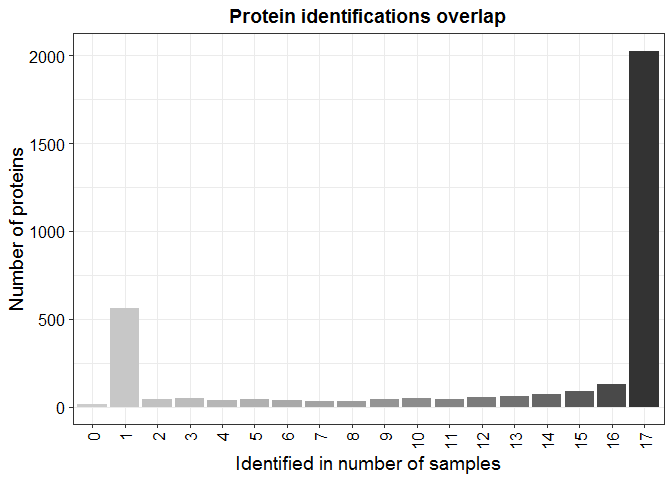 Protein identifications overlap
Number of proteins
2000
1500
1000
500
0
0 1 2 3 4 5 6 7 8 9 10 11 12 13 14 15 16 17
Identified in number of samples